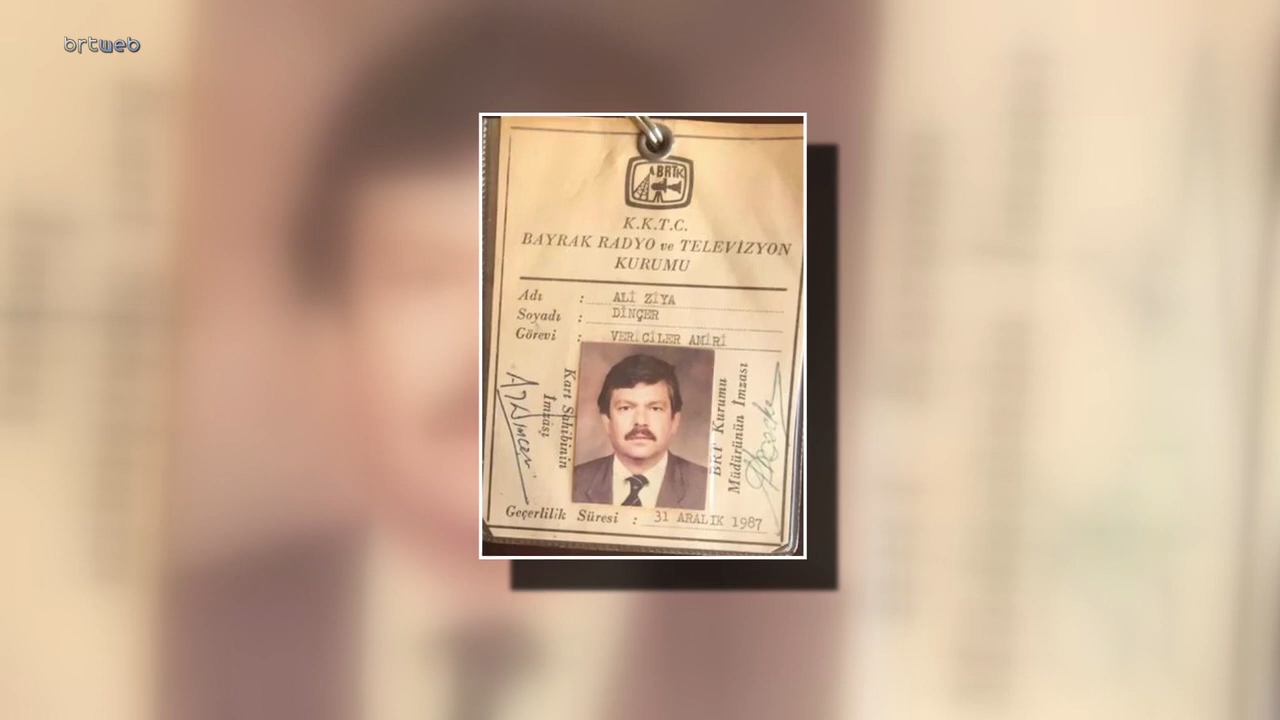 brtweb
BRTK
K.K.T.C.
BAYRAK RADYO ve TELEVİZYON
KURUMU
Adı : ALİ ZİYA
Soyadı : DİNÇER
Görevi : VERİCİLER AMİRİ
Kart Sahibinin
İmzası
AZDinçer
BRT Kurumu
Müdürünün İmzası
Geçerlilik Süresi : 31 ARALIK 1987